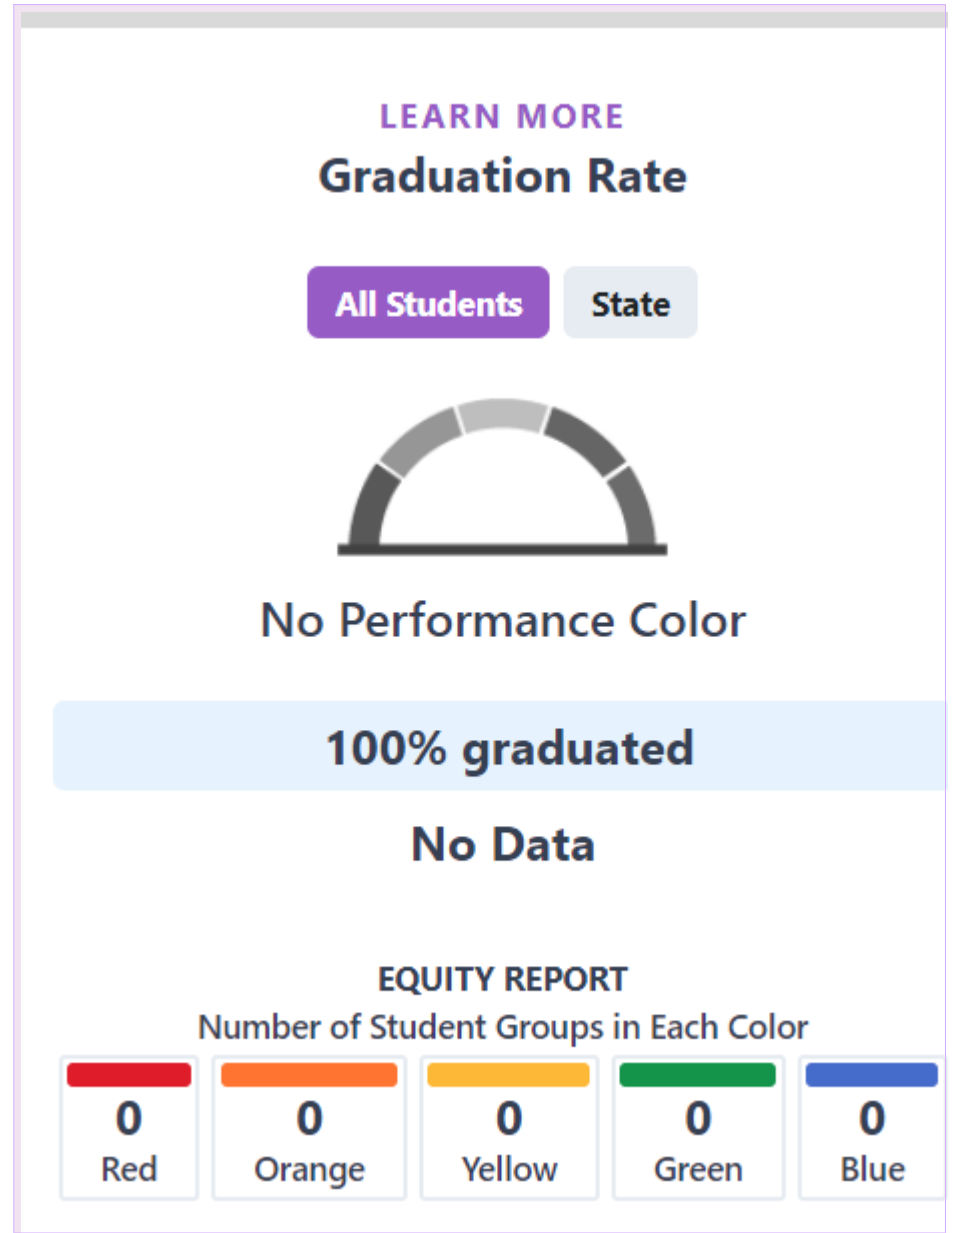 LEARN MORE
Graduation Rate
All Students State
No Performance Color
100% graduated
No Data
EQUITY REPORT
Number of Student Groups in Each Color
0 0 0 0 0
Red Orange Yellow Green Blue